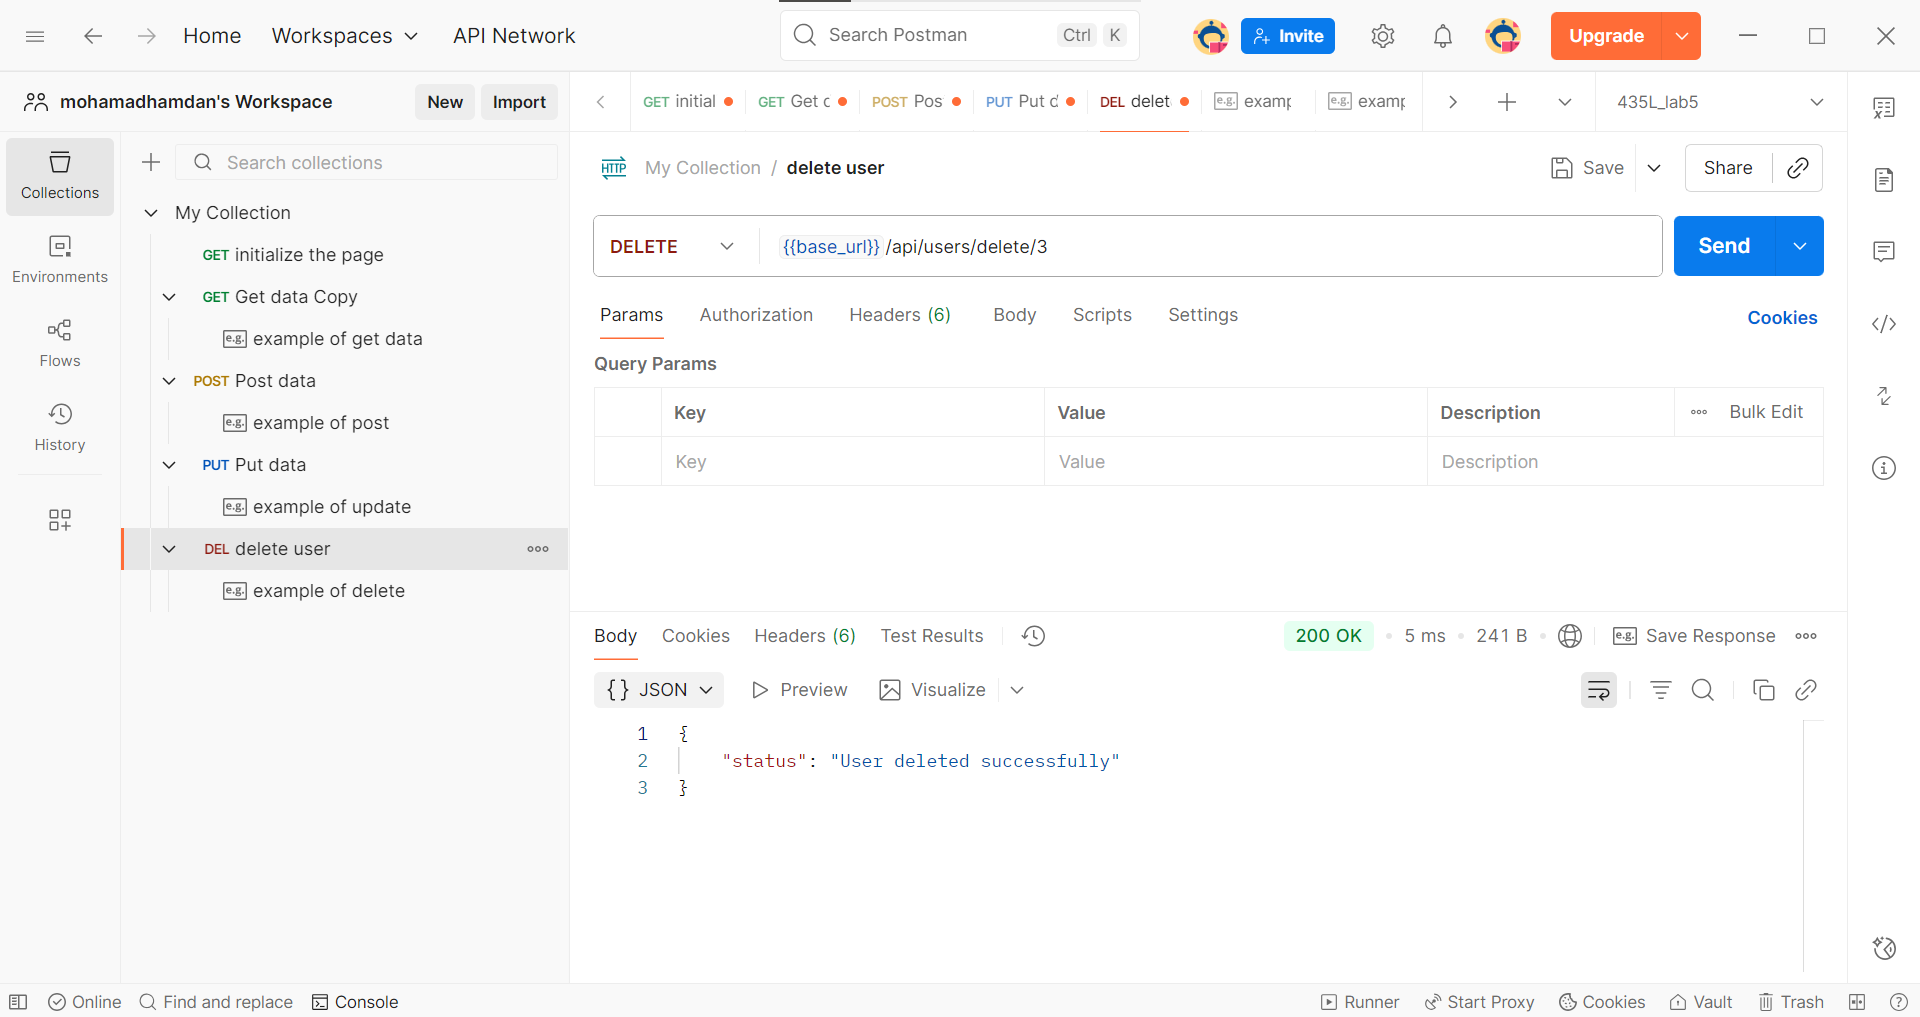 Home Workspaces API Network Search Postman Ctrl K Invite Upgrade
mohamadhamdan's Workspace New Import
GET initial GET Get c POST Pos PUT Put d DEL delet e.g. examp e.g. examp 435L_lab5
Collections
Environments
Flows
History
Search collections
My Collection
GET initialize the page
GET Get data Copy
e.g. example of get data
POST Post data
e.g. example of post
PUT Put data
e.g. example of update
DEL delete user
e.g. example of delete
HTTP My Collection / delete user Save Share
DELETE {{base_url}}/api/users/delete/3 Send
Params Authorization Headers (6) Body Scripts Settings Cookies
Query Params
Key Value Description Bulk Edit
Key Value Description
Body Cookies Headers (6) Test Results 200 OK 5 ms 241 B e.g. Save Response
{} JSON Preview Visualize
1 {
2 "status": "User deleted successfully"
3 }
Online Find and replace Console Runner Start Proxy Cookies Vault Trash